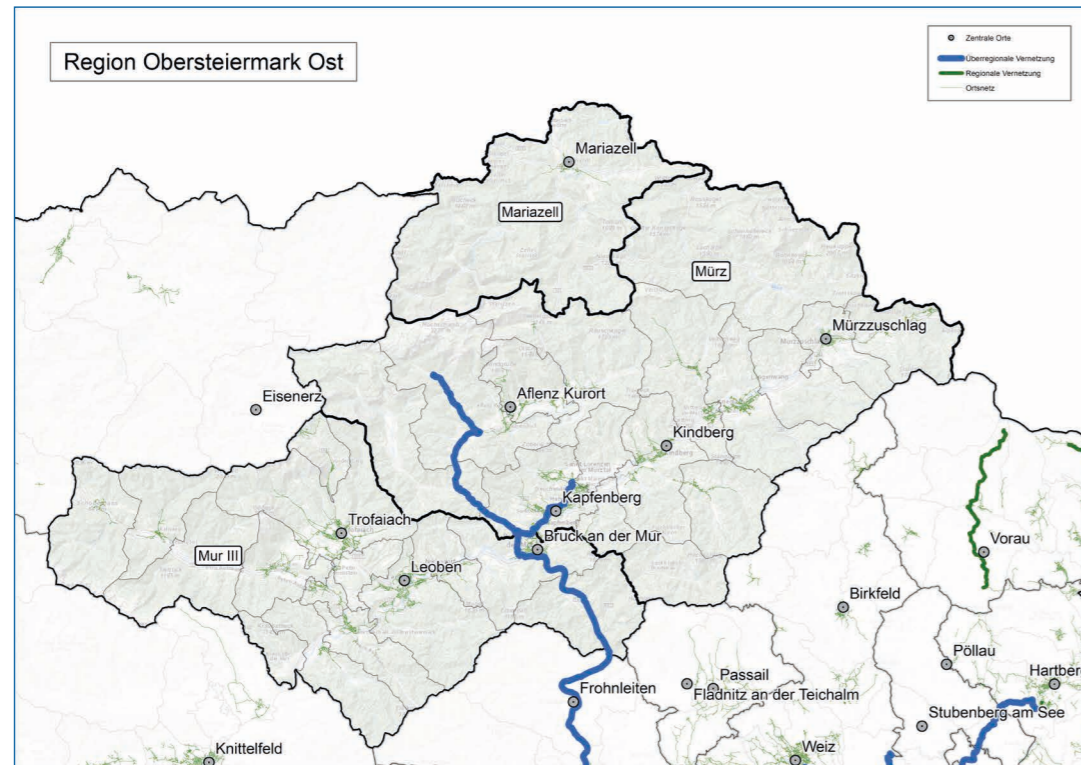 Region Obersteiermark Ost
Zentrale Orte
Überregionale Vernetzung
Regionale Vernetzung
Ortsnetz
Mariazell
Mariazell
Mürz
Mürzzuschlag
Eisenerz
Aflenz Kurort
Kindberg
Kapfenberg
Trofaiach
Bruck an der Mur
Mur III
Leoben
Vorau
Birkfeld
Pöllau
Passail
Hartberg
Frohnleiten
Fladnitz an der Teichalm
Stubenberg am See
Knittelfeld
Weiz